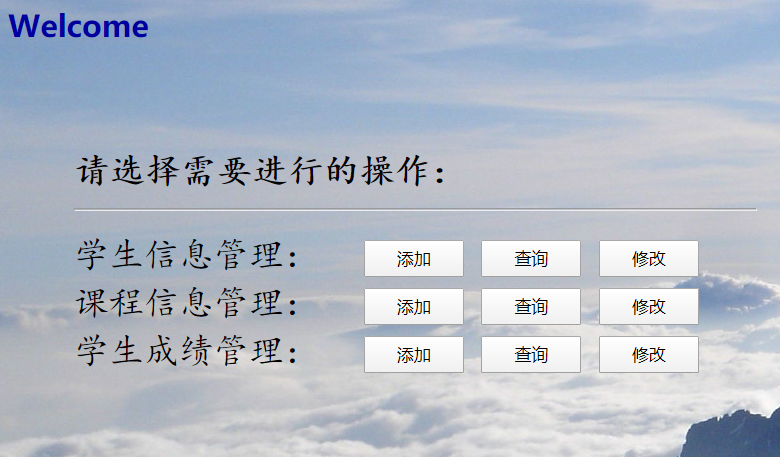 Welcome
请选择需要进行的操作：
学生信息管理： 添加 查询 修改
课程信息管理： 添加 查询 修改
学生成绩管理： 添加 查询 修改